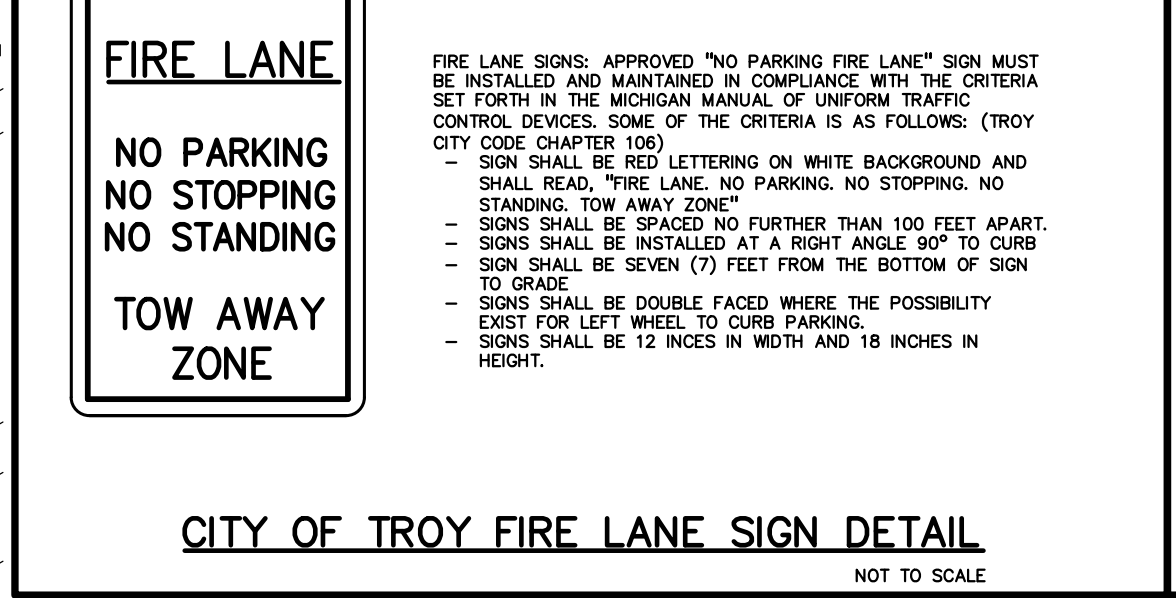 FIRE LANE
NO PARKING
NO STOPPING
NO STANDING
TOW AWAY
ZONE
FIRE LANE SIGNS: APPROVED "NO PARKING FIRE LANE" SIGN MUST
BE INSTALLED AND MAINTAINED IN COMPLIANCE WITH THE CRITERIA
SET FORTH IN THE MICHIGAN MANUAL OF UNIFORM TRAFFIC
CONTROL DEVICES. SOME OF THE CRITERIA IS AS FOLLOWS: (TROY
CITY CODE CHAPTER 106)
– SIGN SHALL BE RED LETTERING ON WHITE BACKGROUND AND
SHALL READ, "FIRE LANE. NO PARKING. NO STOPPING. NO
STANDING. TOW AWAY ZONE"
– SIGNS SHALL BE SPACED NO FURTHER THAN 100 FEET APART.
– SIGNS SHALL BE INSTALLED AT A RIGHT ANGLE 90° TO CURB
– SIGN SHALL BE SEVEN (7) FEET FROM THE BOTTOM OF SIGN
TO GRADE
– SIGNS SHALL BE DOUBLE FACED WHERE THE POSSIBILITY
EXIST FOR LEFT WHEEL TO CURB PARKING.
– SIGNS SHALL BE 12 INCES IN WIDTH AND 18 INCHES IN
HEIGHT.
CITY OF TROY FIRE LANE SIGN DETAIL
NOT TO SCALE